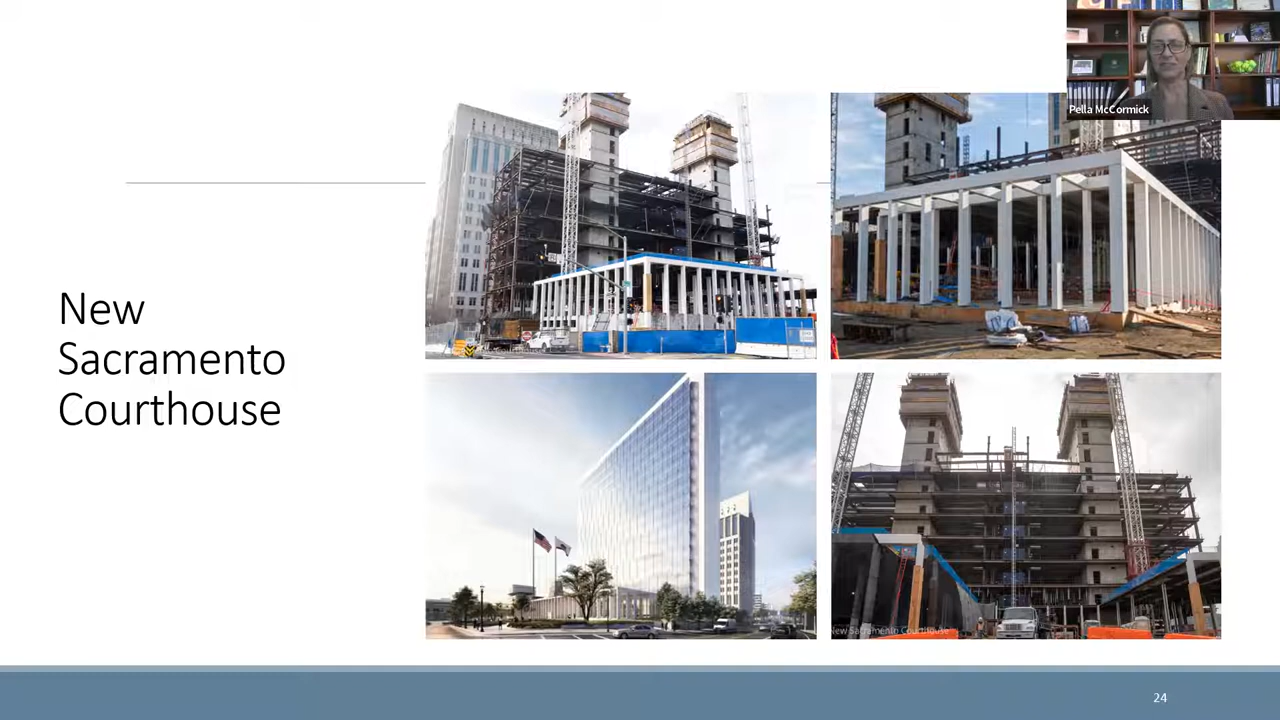 Pella McCormick
New
Sacramento
Courthouse
New Sacramento Courthouse
24